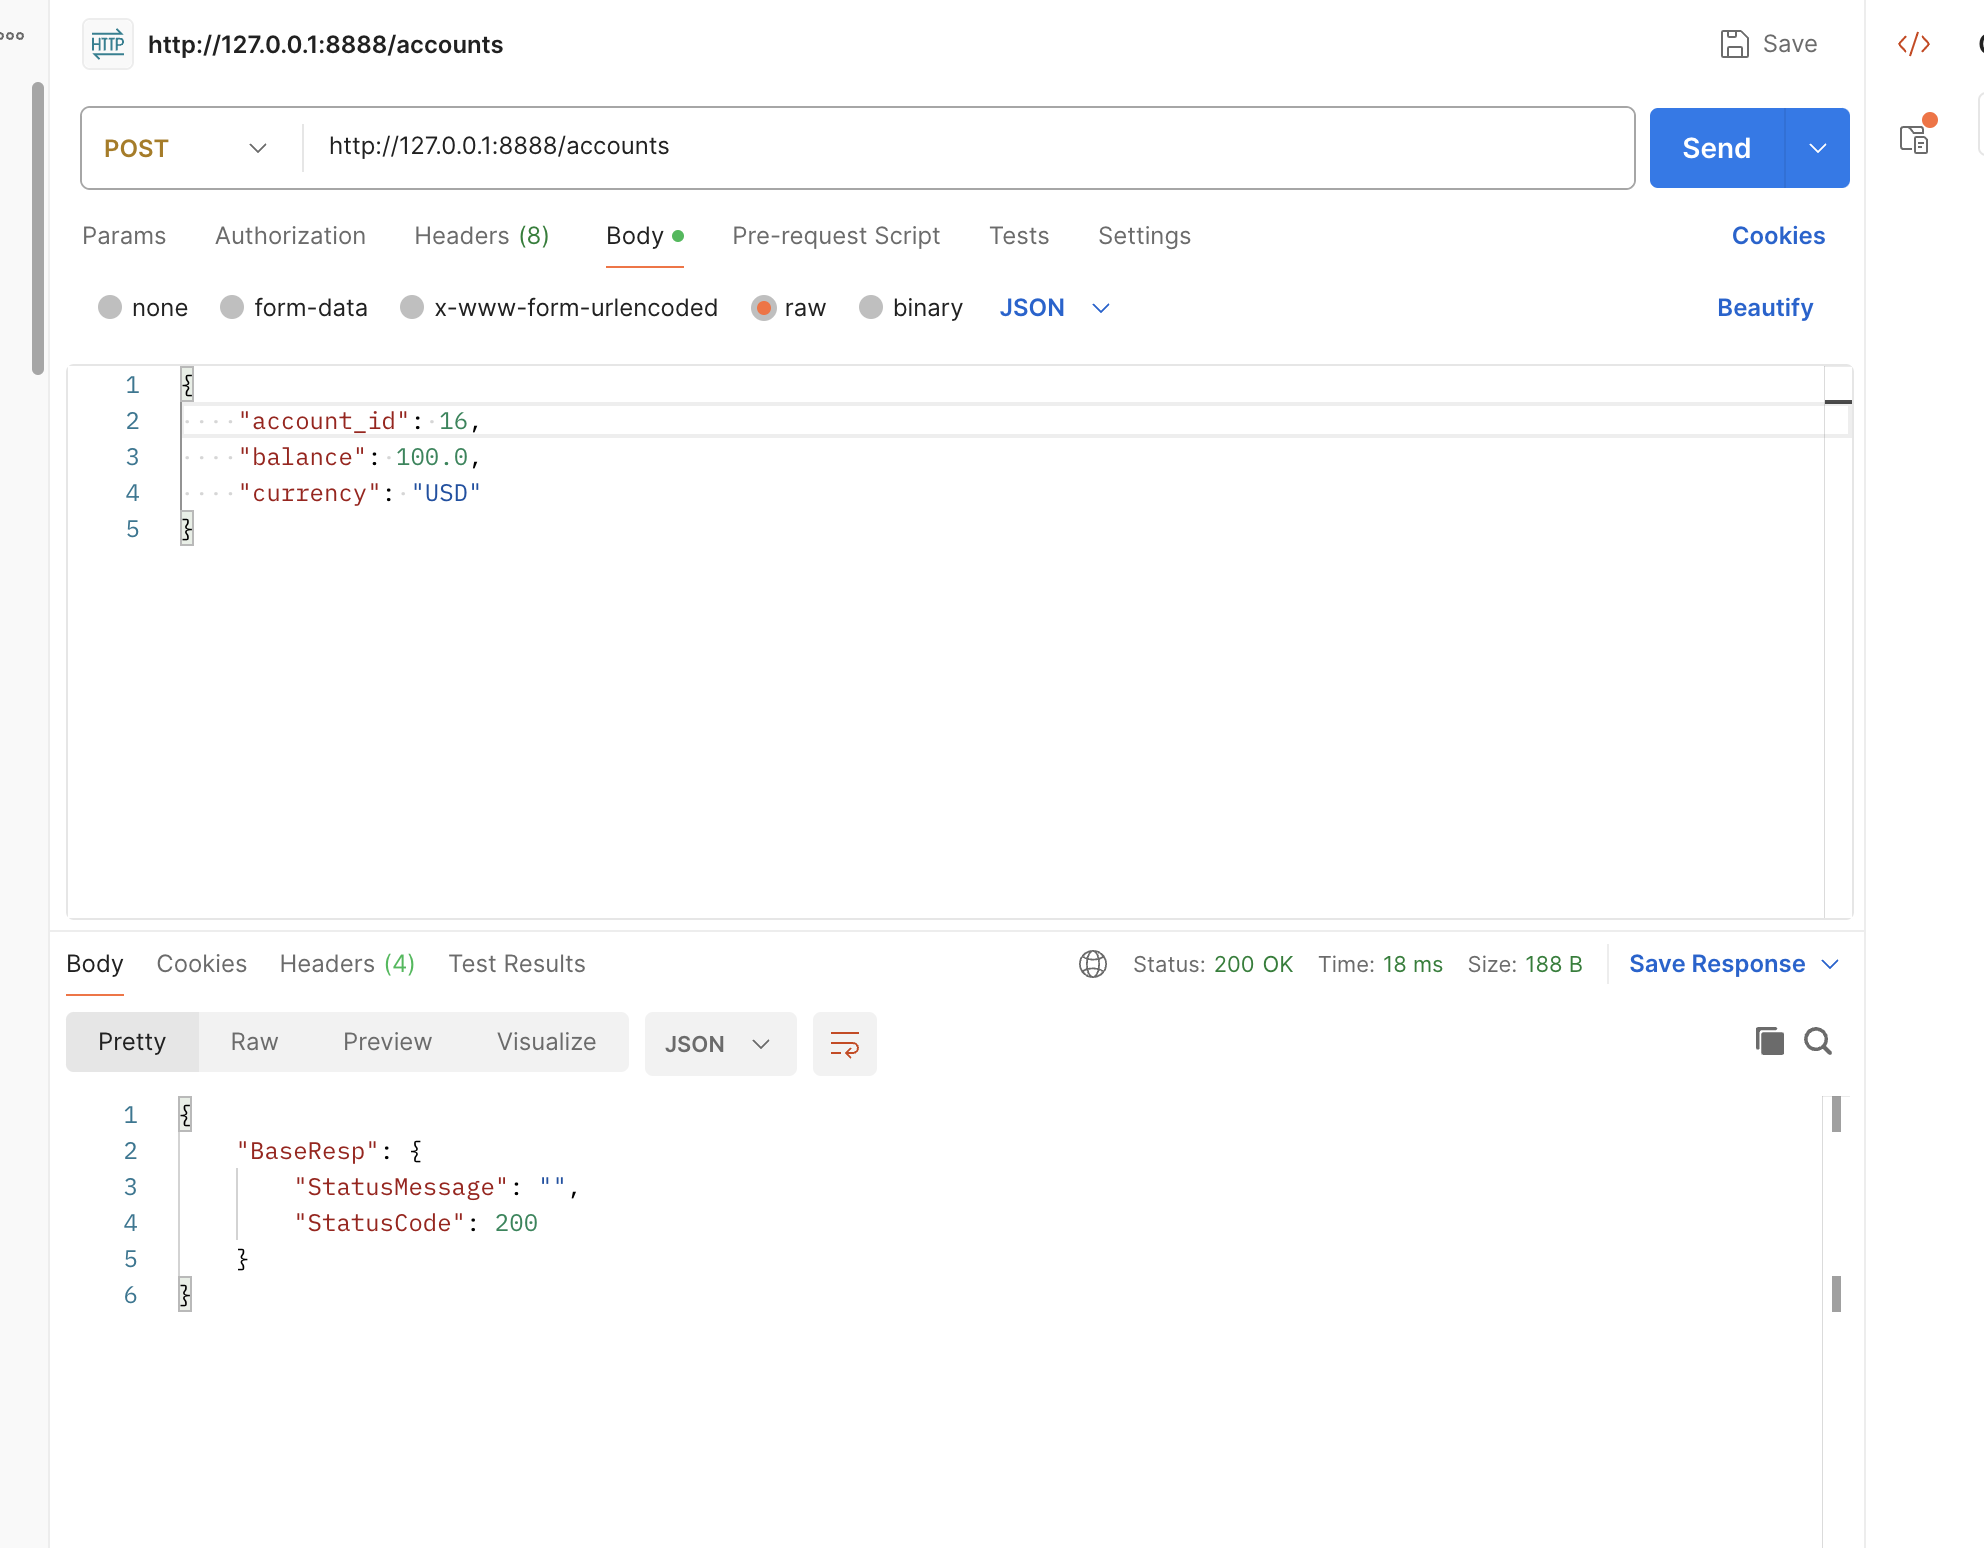 HTTP http://127.0.0.1:8888/accounts Save
POST http://127.0.0.1:8888/accounts Send
Params Authorization Headers (8) Body Pre-request Script Tests Settings Cookies
none form-data x-www-form-urlencoded raw binary JSON Beautify
1 {
2 "account_id": 16,
3 "balance": 100.0,
4 "currency": "USD"
5 }
Body Cookies Headers (4) Test Results Status: 200 OK Time: 18 ms Size: 188 B Save Response
Pretty Raw Preview Visualize JSON
1 {
2 "BaseResp": {
3 "StatusMessage": "",
4 "StatusCode": 200
5 }
6 }